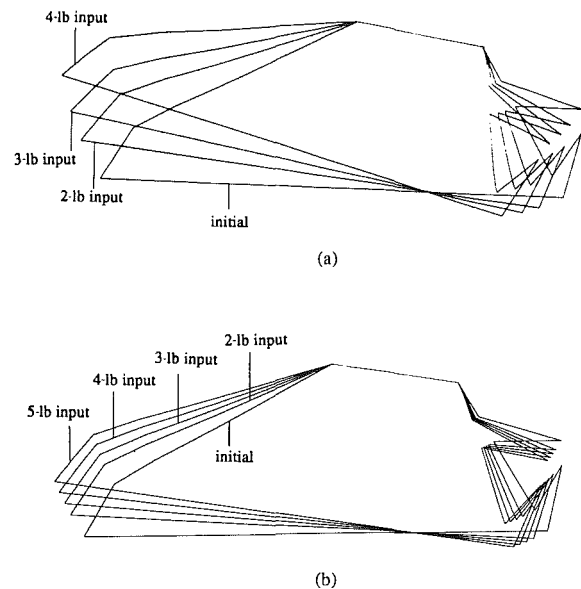 4-lb input
3-lb input
2-lb input
initial
(a)
2-lb input
3-lb input
4-lb input
5-lb input
initial
(b)